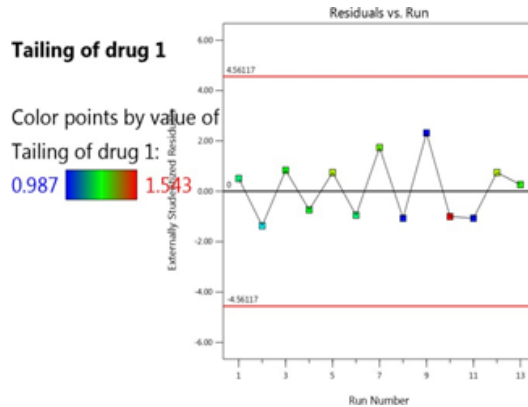 Residuals vs. Run
Tailing of drug 1
Color points by value of
Tailing of drug 1:
0.987 1.543
Externally Studentized Residuals
6.00
4.56117
4.00
2.00
0
0.00
-2.00
-4.00
-4.56117
-6.00
1 3 5 7 9 11 13
Run Number